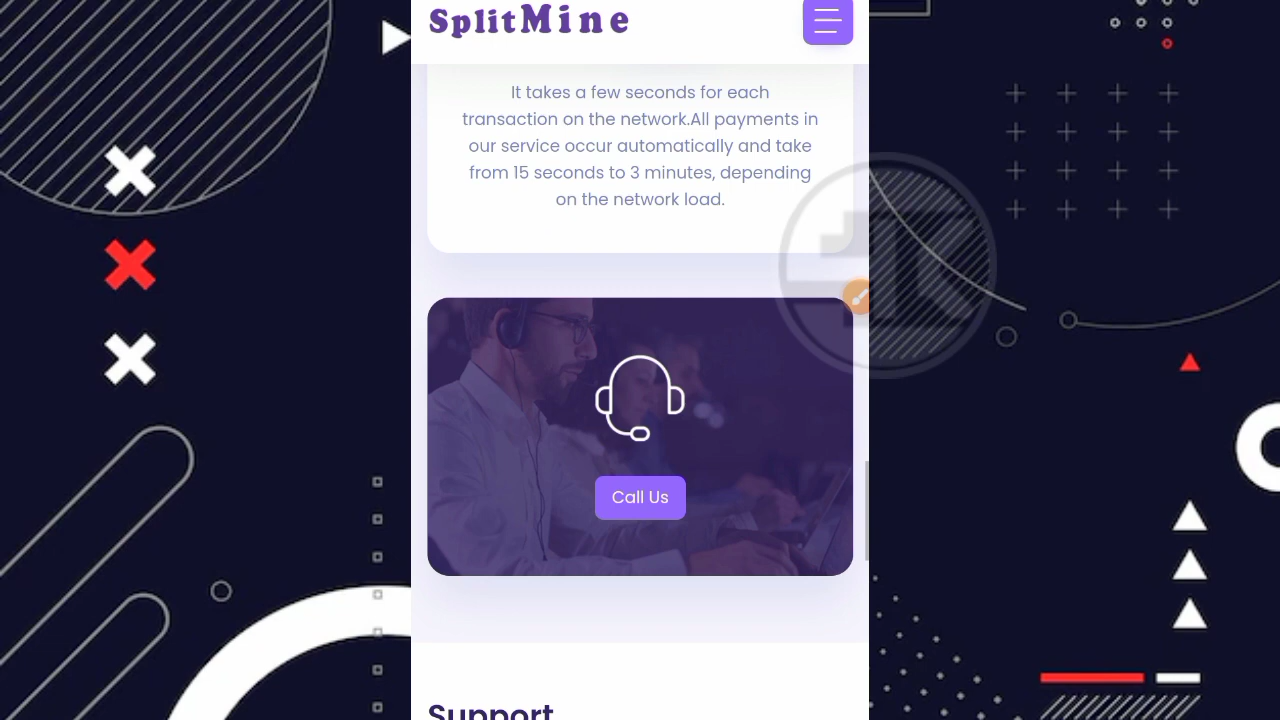 SplitMine
It takes a few seconds for each
transaction on the network.All payments in
our service occur automatically and take
from 15 seconds to 3 minutes, depending
on the network load.
Call Us
Support